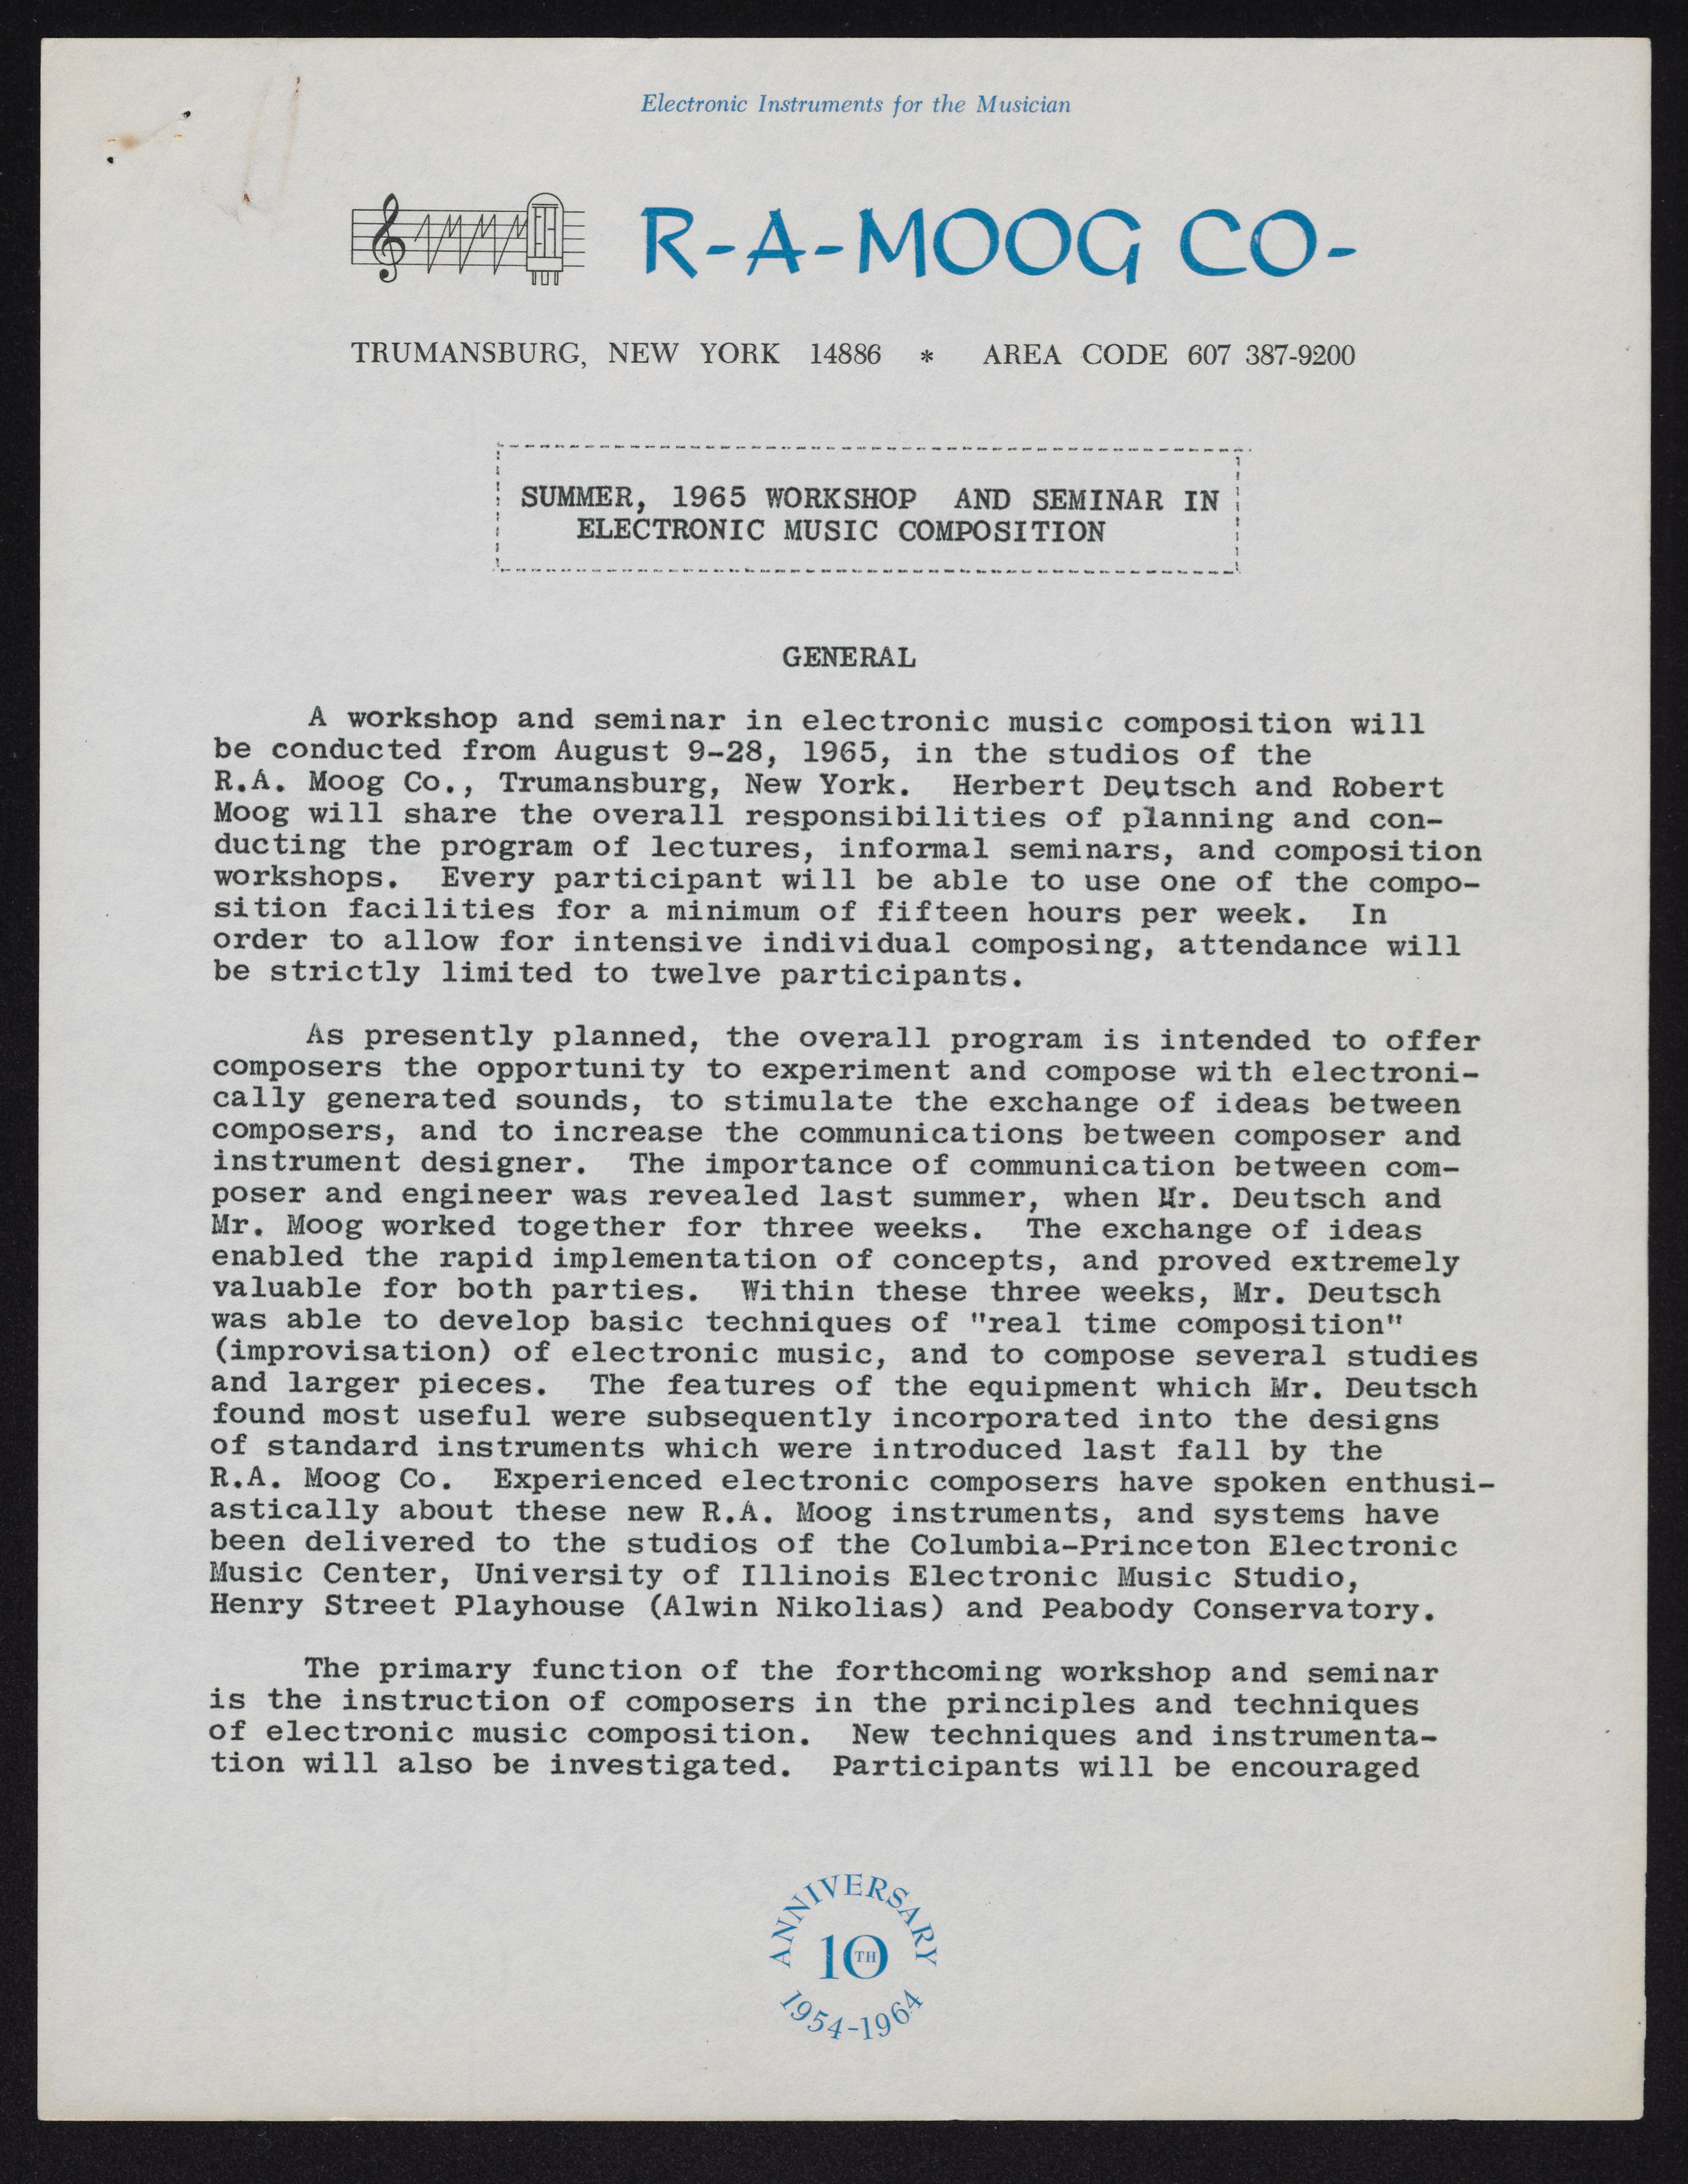 Electronic Instruments for the Musician
R-A-MOOG CO-
TRUMANSBURG, NEW YORK 14886 * AREA CODE 607 387-9200
SUMMER, 1965 WORKSHOP AND SEMINAR IN
ELECTRONIC MUSIC COMPOSITION
GENERAL
A workshop and seminar in electronic music composition will
be conducted from August 9-28, 1965, in the studios of the
R.A. Moog Co., Trumansburg, New York. Herbert Deutsch and Robert
Moog will share the overall responsibilities of planning and con-
ducting the program of lectures, informal seminars, and composition
workshops. Every participant will be able to use one of the compo-
sition facilities for a minimum of fifteen hours per week. In
order to allow for intensive individual composing, attendance will
be strictly limited to twelve participants.
As presently planned, the overall program is intended to offer
composers the opportunity to experiment and compose with electroni-
cally generated sounds, to stimulate the exchange of ideas between
composers, and to increase the communications between composer and
instrument designer. The importance of communication between com-
poser and engineer was revealed last summer, when Mr. Deutsch and
Mr. Moog worked together for three weeks. The exchange of ideas
enabled the rapid implementation of concepts, and proved extremely
valuable for both parties. Within these three weeks, Mr. Deutsch
was able to develop basic techniques of "real time composition"
(improvisation) of electronic music, and to compose several studies
and larger pieces. The features of the equipment which Mr. Deutsch
found most useful were subsequently incorporated into the designs
of standard instruments which were introduced last fall by the
R.A. Moog Co. Experienced electronic composers have spoken enthusi-
astically about these new R.A. Moog instruments, and systems have
been delivered to the studios of the Columbia-Princeton Electronic
Music Center, University of Illinois Electronic Music Studio,
Henry Street Playhouse (Alwin Nikolias) and Peabody Conservatory.
The primary function of the forthcoming workshop and seminar
is the instruction of composers in the principles and techniques
of electronic music composition. New techniques and instrumenta-
tion will also be investigated. Participants will be encouraged
ANNIVERSARY
10TH
1954-1964